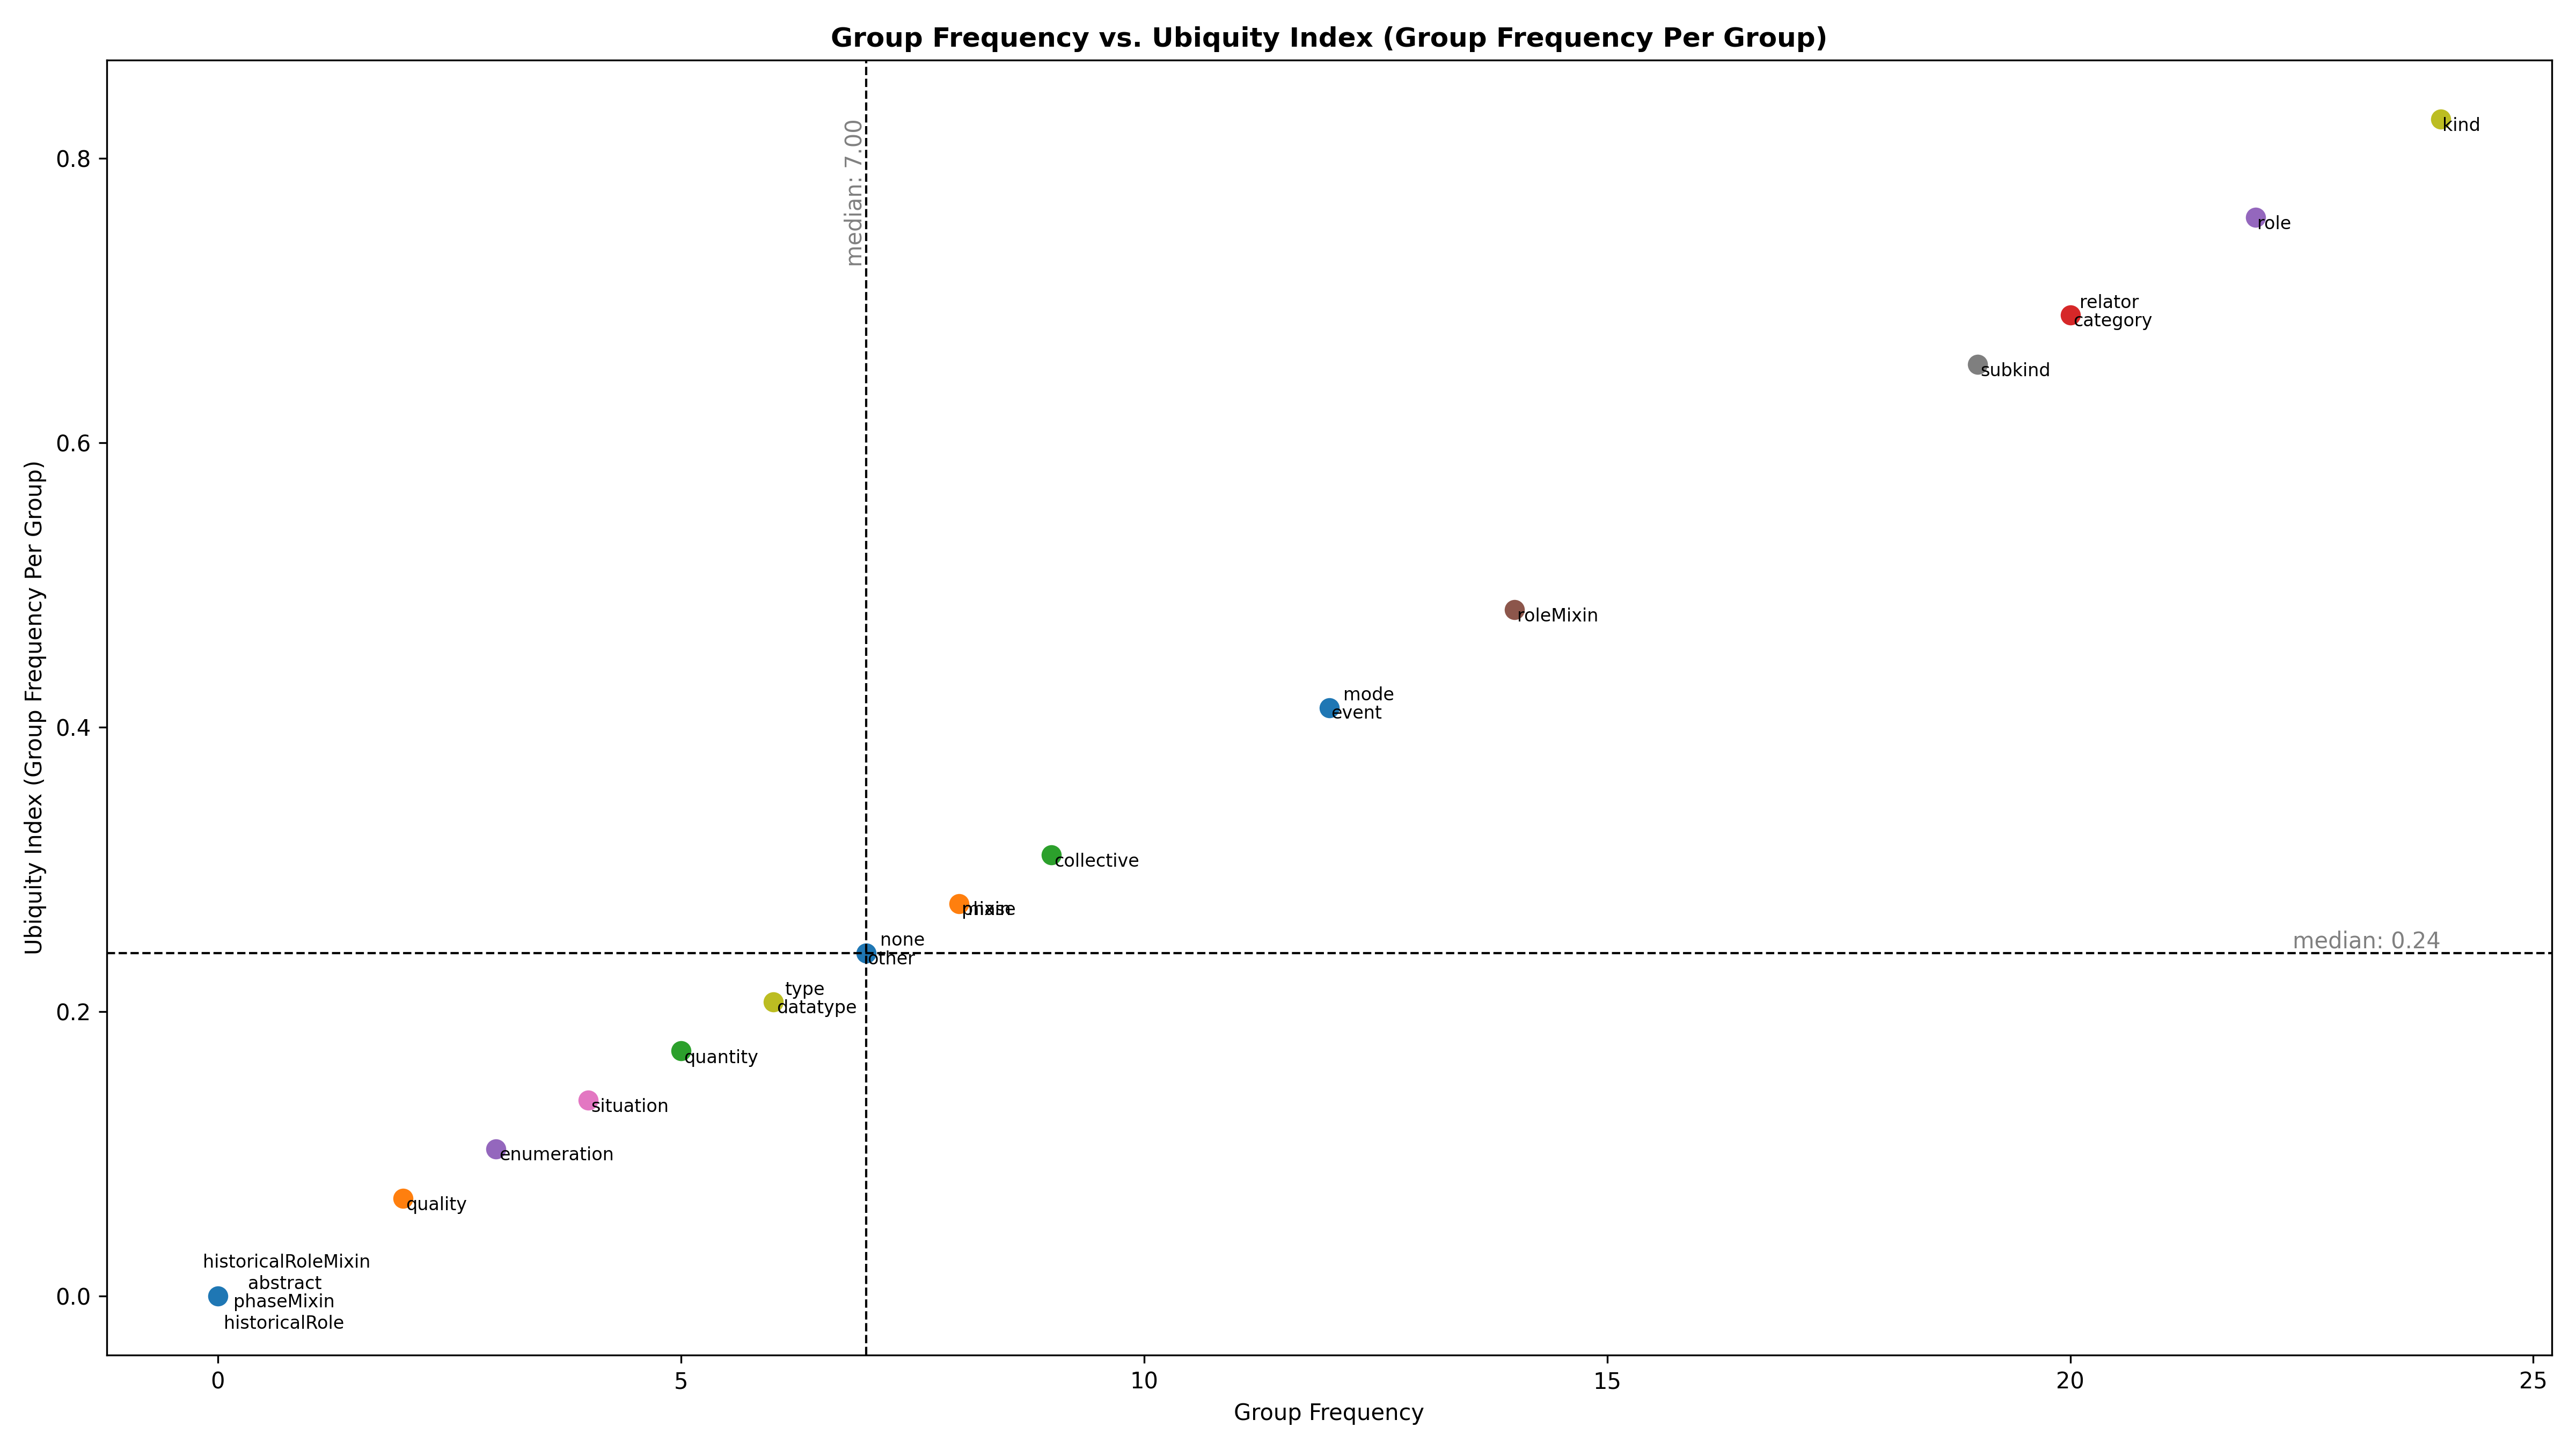 Group Frequency vs. Ubiquity Index (Group Frequency Per Group)
Ubiquity Index (Group Frequency Per Group)
0.8
0.6
0.4
0.2
0.0
median: 7.00
kind
role
relator
category
subkind
roleMixin
mode
event
collective
phase
mixin
median: 0.24
none
other
type
datatype
quantity
situation
enumeration
quality
historicalRoleMixin
abstract
phaseMixin
historicalRole
0
5
10
15
20
25
Group Frequency